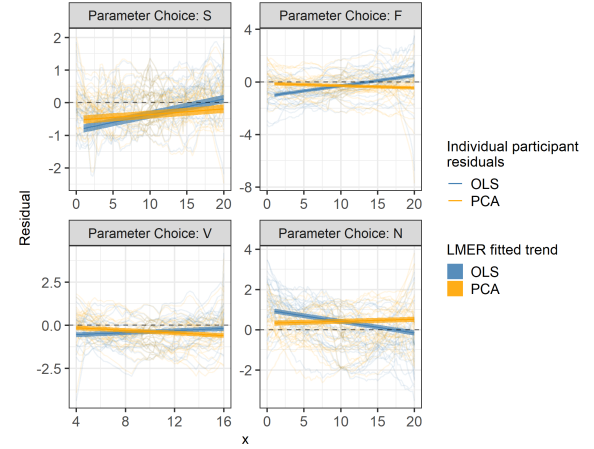 Parameter Choice: S
Parameter Choice: F
2
1
0
-1
-2
0
5
10
15
20
4
0
-4
-8
0
5
10
15
20
Parameter Choice: V
Parameter Choice: N
2.5
0.0
-2.5
4
8
12
16
4
2
0
-2
0
5
10
15
20
Residual
x
Individual participant
residuals
OLS
PCA
LMER fitted trend
OLS
PCA